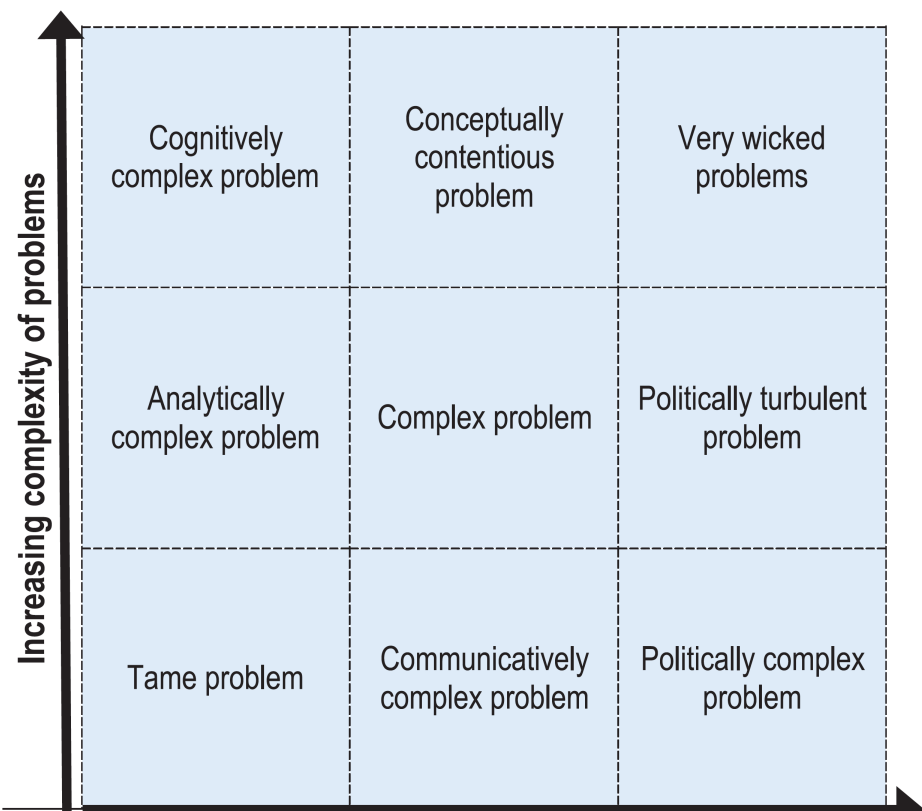 Increasing complexity of problems
Cognitively
complex problem
Conceptually
contentious
problem
Very wicked
problems
Analytically
complex problem
Complex problem
Politically turbulent
problem
Tame problem
Communicatively
complex problem
Politically complex
problem